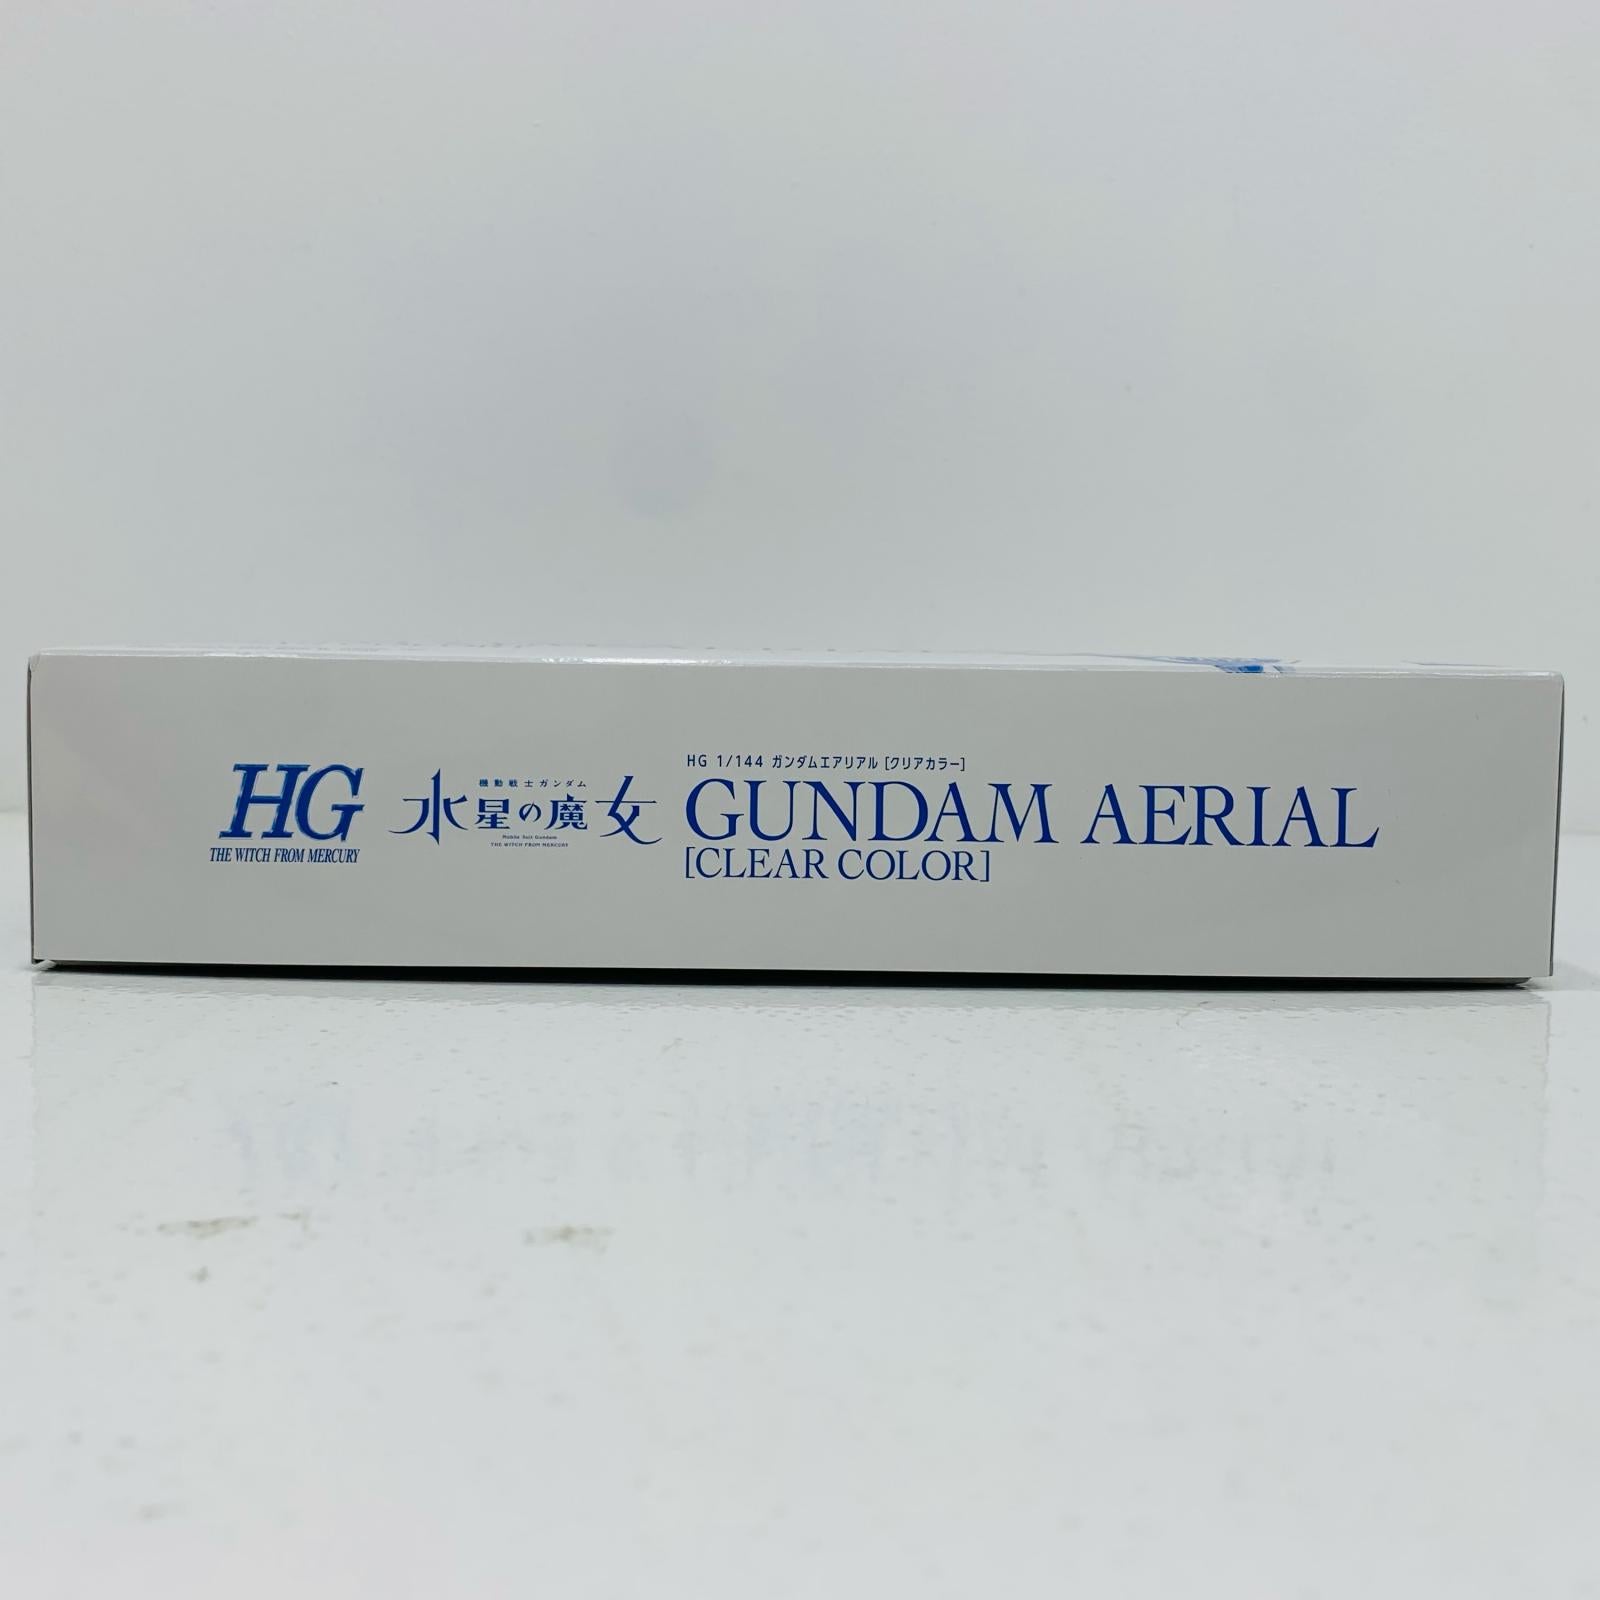 HG
THE WITCH FROM MERCURY
機動戦士ガンダム
水星の魔女
Mobile Suit Gundam
THE WITCH FROM MERCURY
HG 1/144 ガンダムエアリアル [クリアカラー]
GUNDAM AERIAL
[CLEAR COLOR]